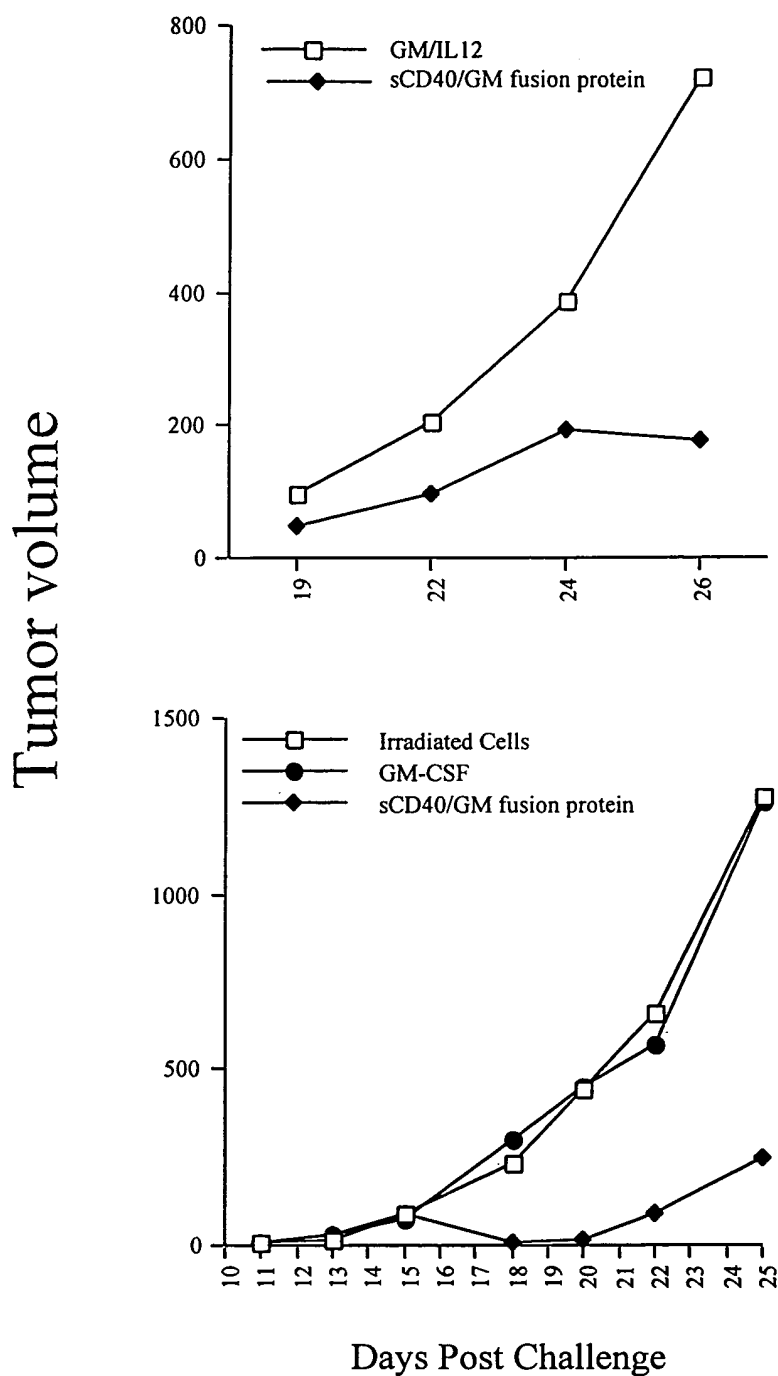 Tumor volume
800
600
400
200
0
GM/IL12
sCD40/GM fusion protein
19 22 24 26
1500
1000
500
0
Irradiated Cells
GM-CSF
sCD40/GM fusion protein
10 11 12 13 14 15 16 17 18 19 20 21 22 23 24 25
Days Post Challenge